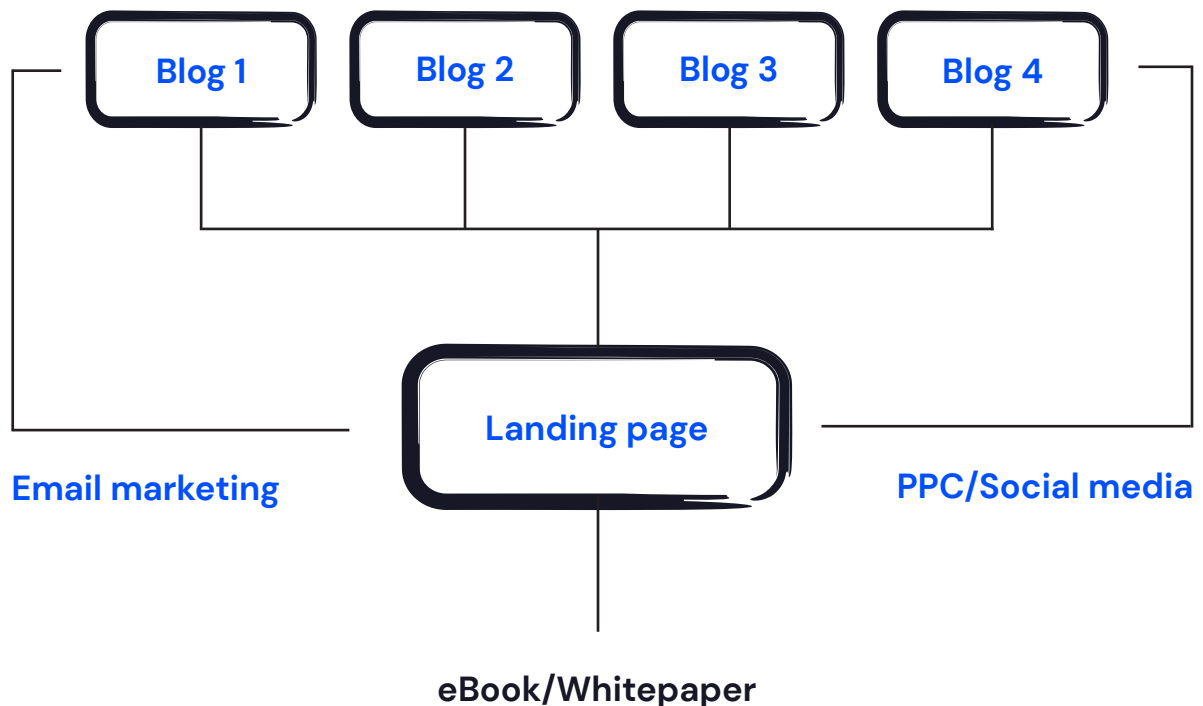 Blog 1
Blog 2
Blog 3
Blog 4
Landing page
Email marketing
PPC/Social media
eBook/Whitepaper